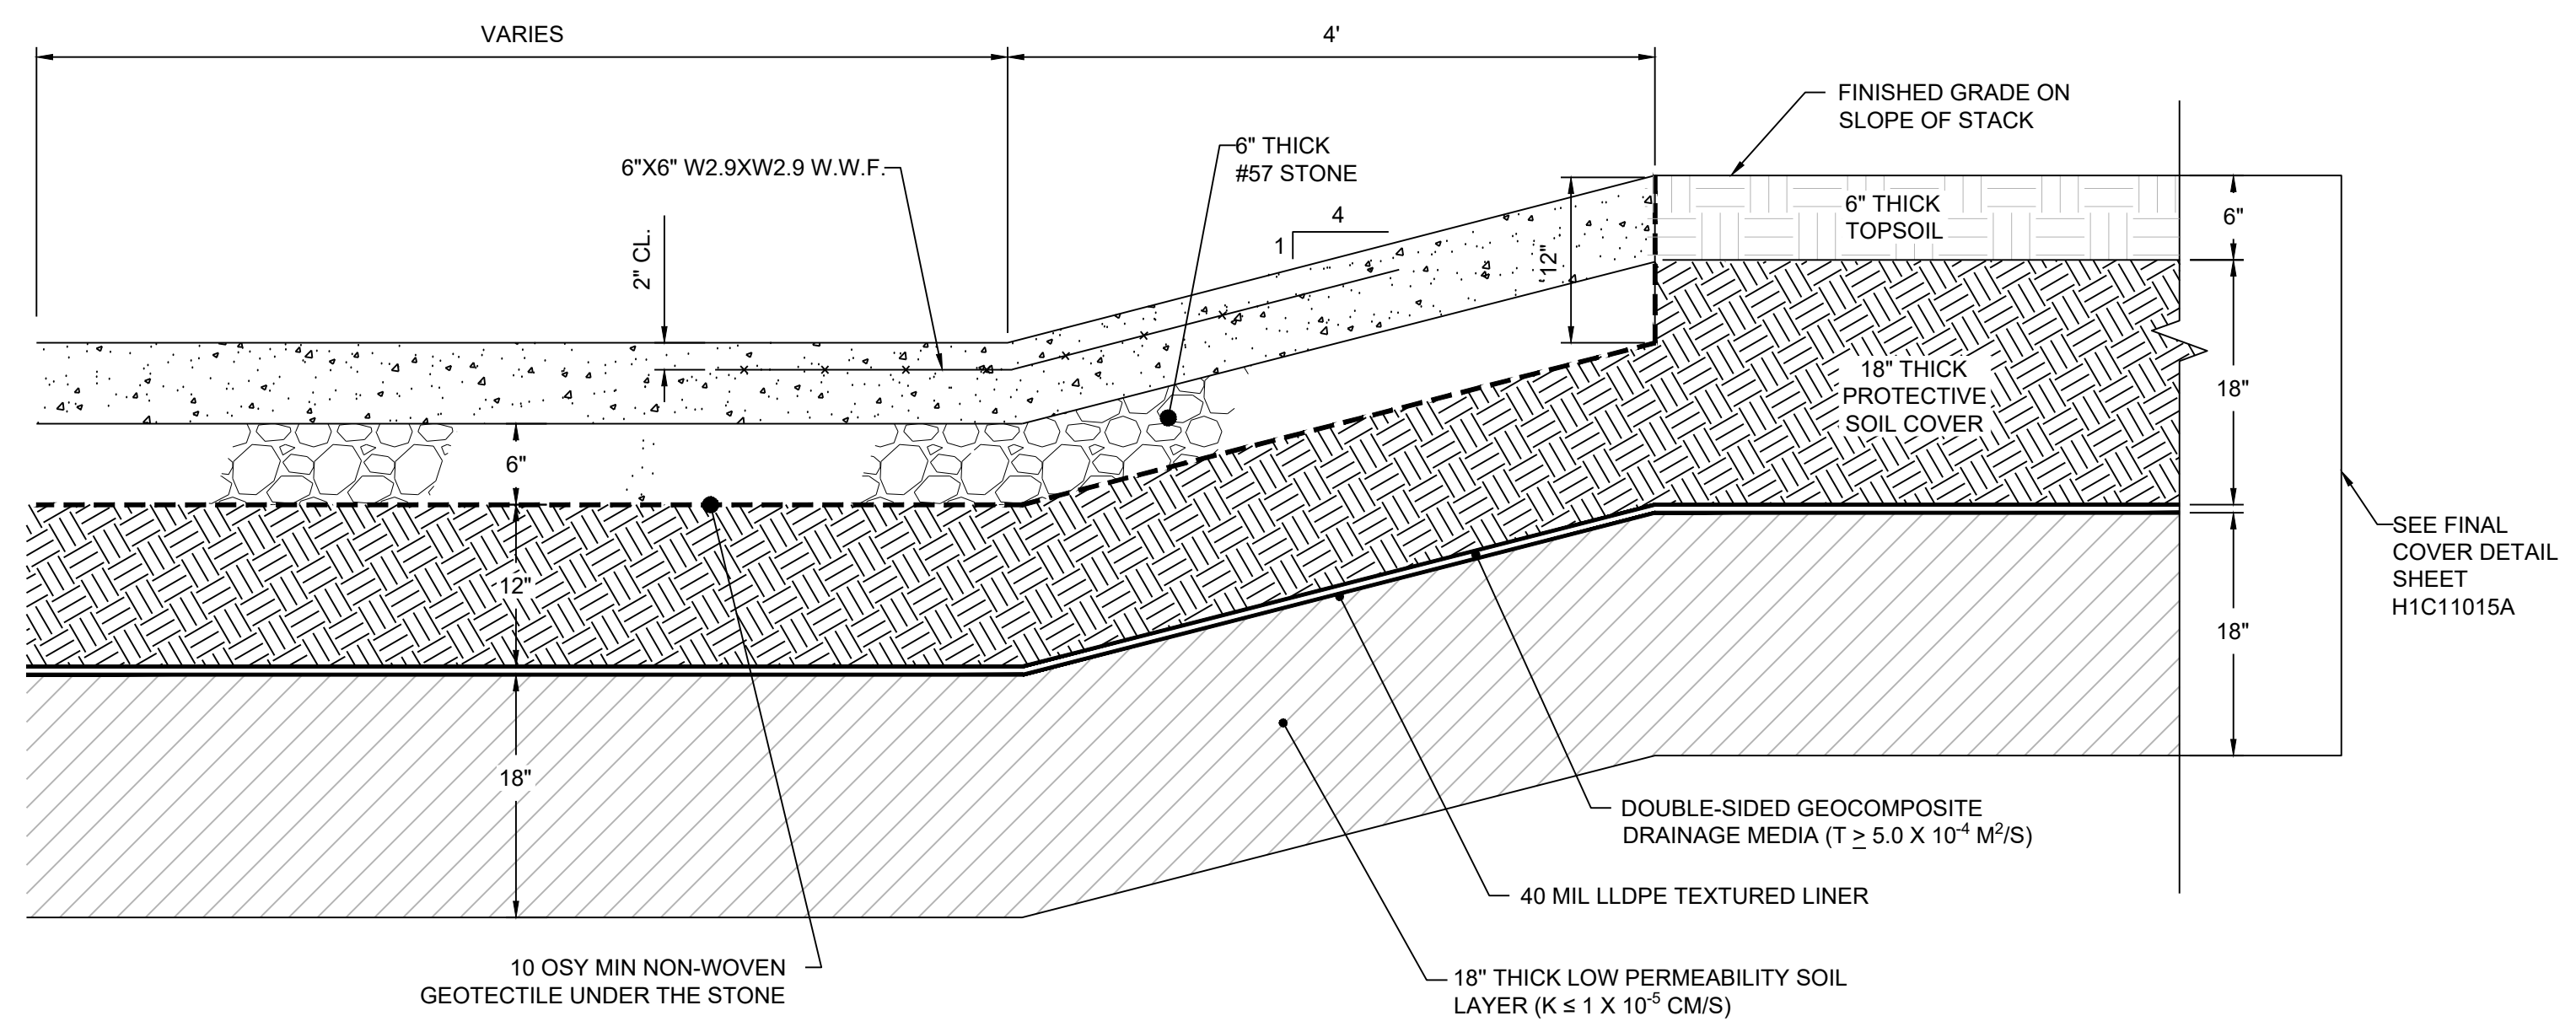 VARIES
4'
FINISHED GRADE ON
SLOPE OF STACK
6" THICK
#57 STONE
6"X6" W2.9XW2.9 W.W.F.
2" CL.
4
1
12"
6" THICK
TOPSOIL
6"
18" THICK
PROTECTIVE
SOIL COVER
18"
6"
12"
18"
18"
SEE FINAL
COVER DETAIL
SHEET
H1C11015A
DOUBLE-SIDED GEOCOMPOSITE
DRAINAGE MEDIA (T ≥ 5.0 X 10⁻⁴ M²/S)
40 MIL LLDPE TEXTURED LINER
10 OSY MIN NON-WOVEN
GEOTECTILE UNDER THE STONE
18" THICK LOW PERMEABILITY SOIL
LAYER (K ≤ 1 X 10⁻⁵ CM/S)